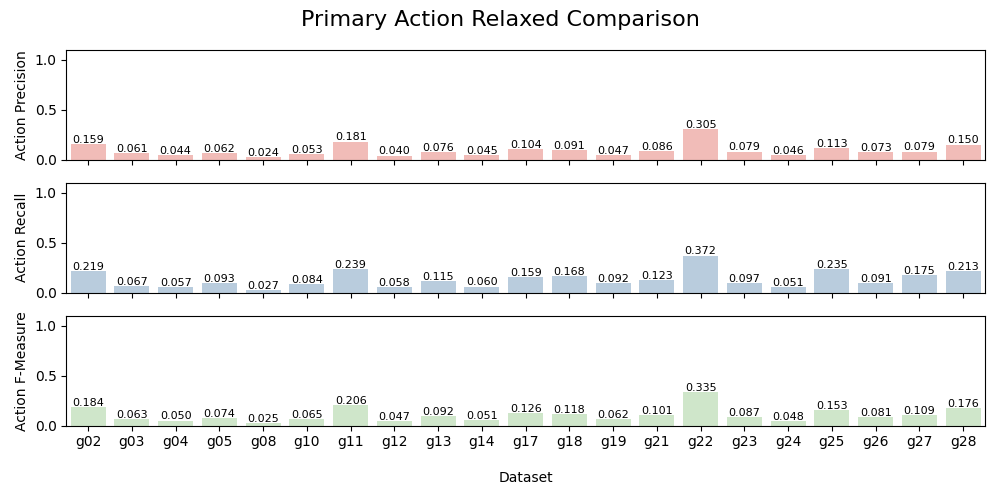 Primary Action Relaxed Comparison
Action Precision
1.0
0.5
0.0
0.159 0.061 0.044 0.062 0.024 0.053 0.181 0.040 0.076 0.045 0.104 0.091 0.047 0.086 0.305 0.079 0.046 0.113 0.073 0.079 0.150
Action Recall
1.0
0.5
0.0
0.219 0.067 0.057 0.093 0.027 0.084 0.239 0.058 0.115 0.060 0.159 0.168 0.092 0.123 0.372 0.097 0.051 0.235 0.091 0.175 0.213
Action F-Measure
1.0
0.5
0.0
0.184 0.063 0.050 0.074 0.025 0.065 0.206 0.047 0.092 0.051 0.126 0.118 0.062 0.101 0.335 0.087 0.048 0.153 0.081 0.109 0.176
g02 g03 g04 g05 g08 g10 g11 g12 g13 g14 g17 g18 g19 g21 g22 g23 g24 g25 g26 g27 g28
Dataset